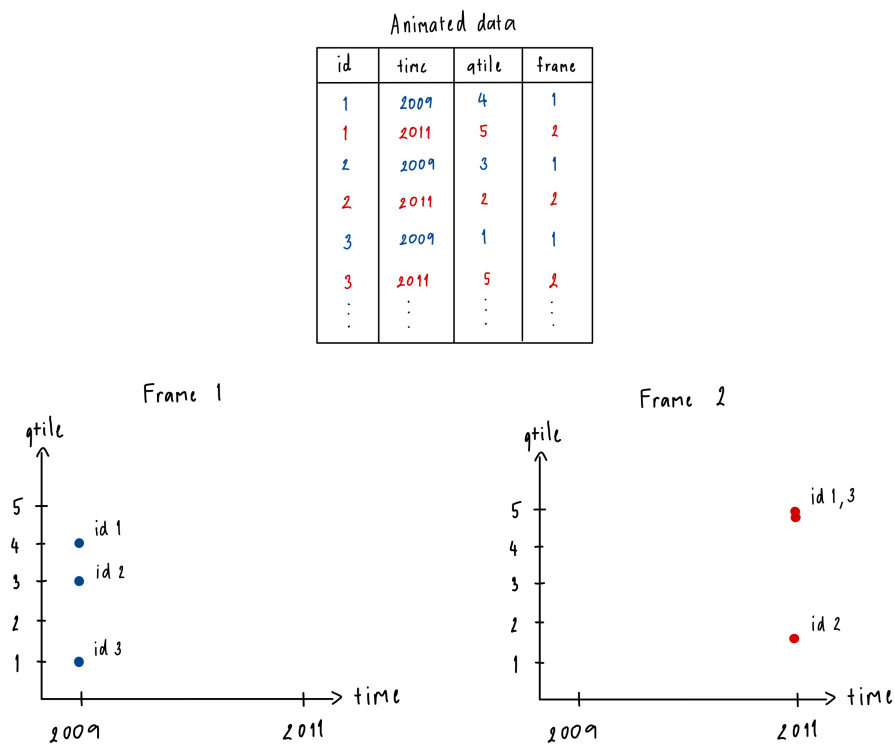 Animated data
id time qtile frame
1 2009 4 1
1 2011 5 2
2 2009 3 1
2 2011 2 2
3 2009 1 1
3 2011 5 2
Frame 1
qtile
5
4
3
2
1
id 1
id 2
id 3
2009 2011
time
Frame 2
qtile
5
4
3
2
1
id 1,3
id 2
2009 2011
time